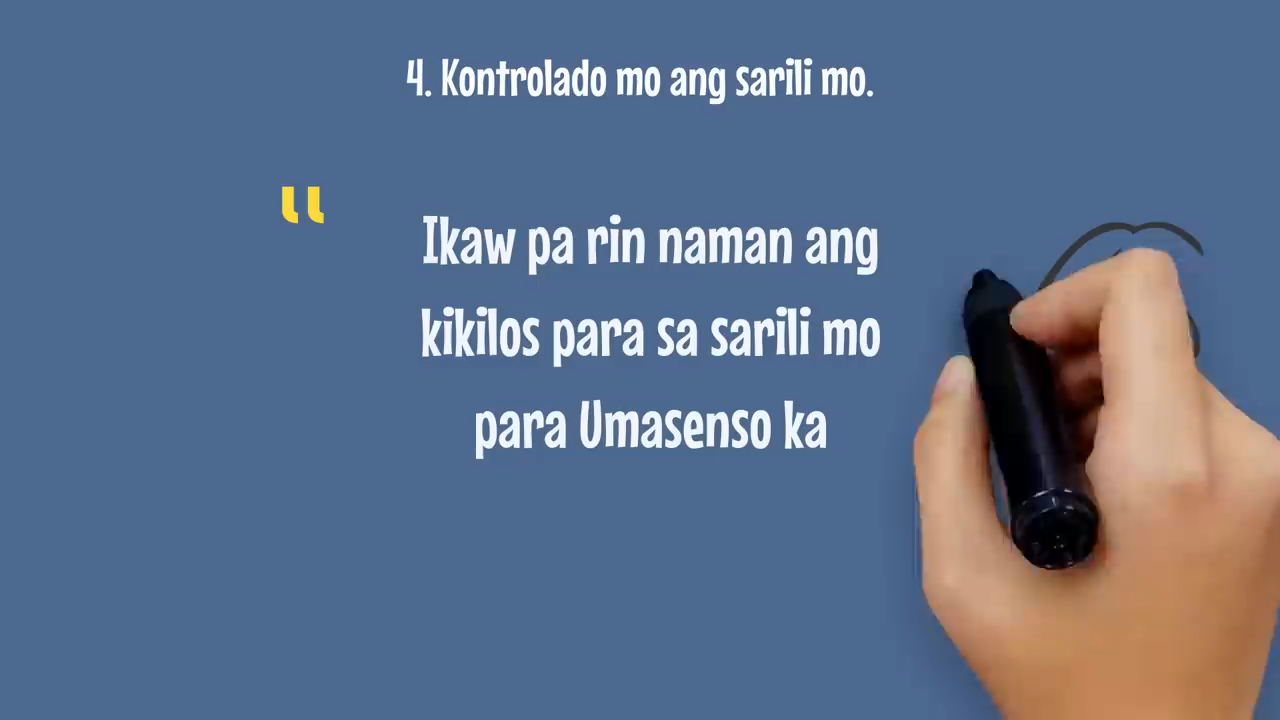 4. Kontrolado mo ang sarili mo.
“
Ikaw pa rin naman ang
kikilos para sa sarili mo
para Umasenso ka